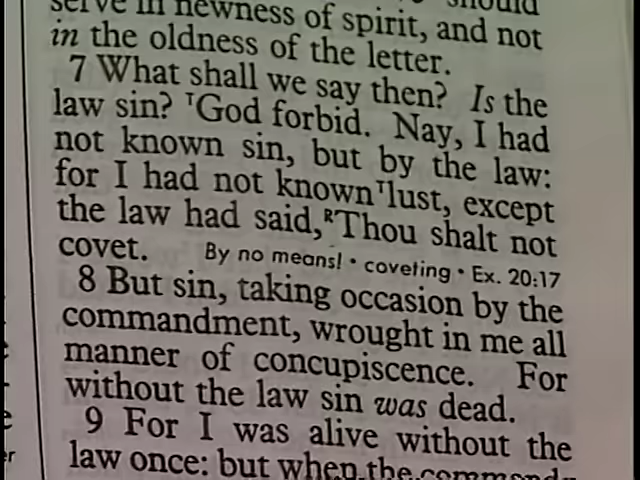 should
serve in newness of spirit, and not
in the oldness of the letter.
7 What shall we say then? Is the
law sin? ᵀGod forbid. Nay, I had
not known sin, but by the law:
for I had not known ᵀlust, except
the law had said, ᴿThou shalt not
covet. By no means! • coveting • Ex. 20:17
8 But sin, taking occasion by the
commandment, wrought in me all
manner of concupiscence. For
without the law sin was dead.
9 For I was alive without the
law once: but when the command-